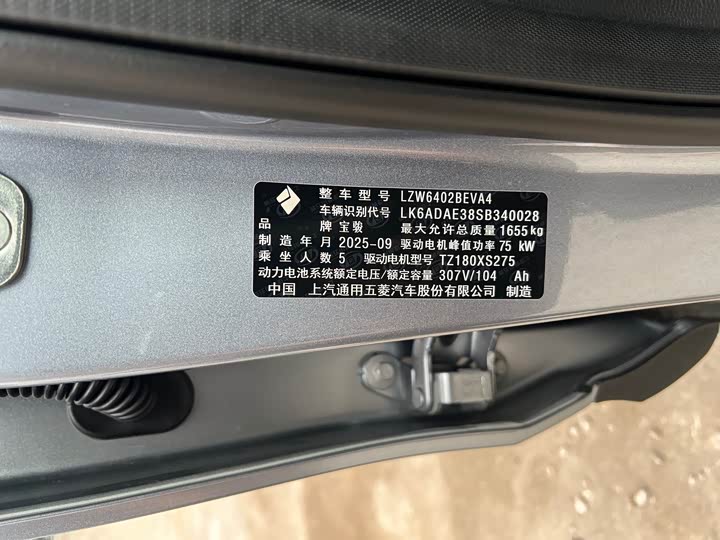 整车型号 LZW6402BEVA4
车辆识别代号 LK6ADAE38SB340028
品 牌 宝骏 最大允许总质量 1655kg
制造年月 2025-09 驱动电机峰值功率 75 kW
乘坐人数 5 驱动电机型号 TZ180XS275
动力电池系统额定电压/额定容量 307V/104 Ah
中国 上汽通用五菱汽车股份有限公司 制造